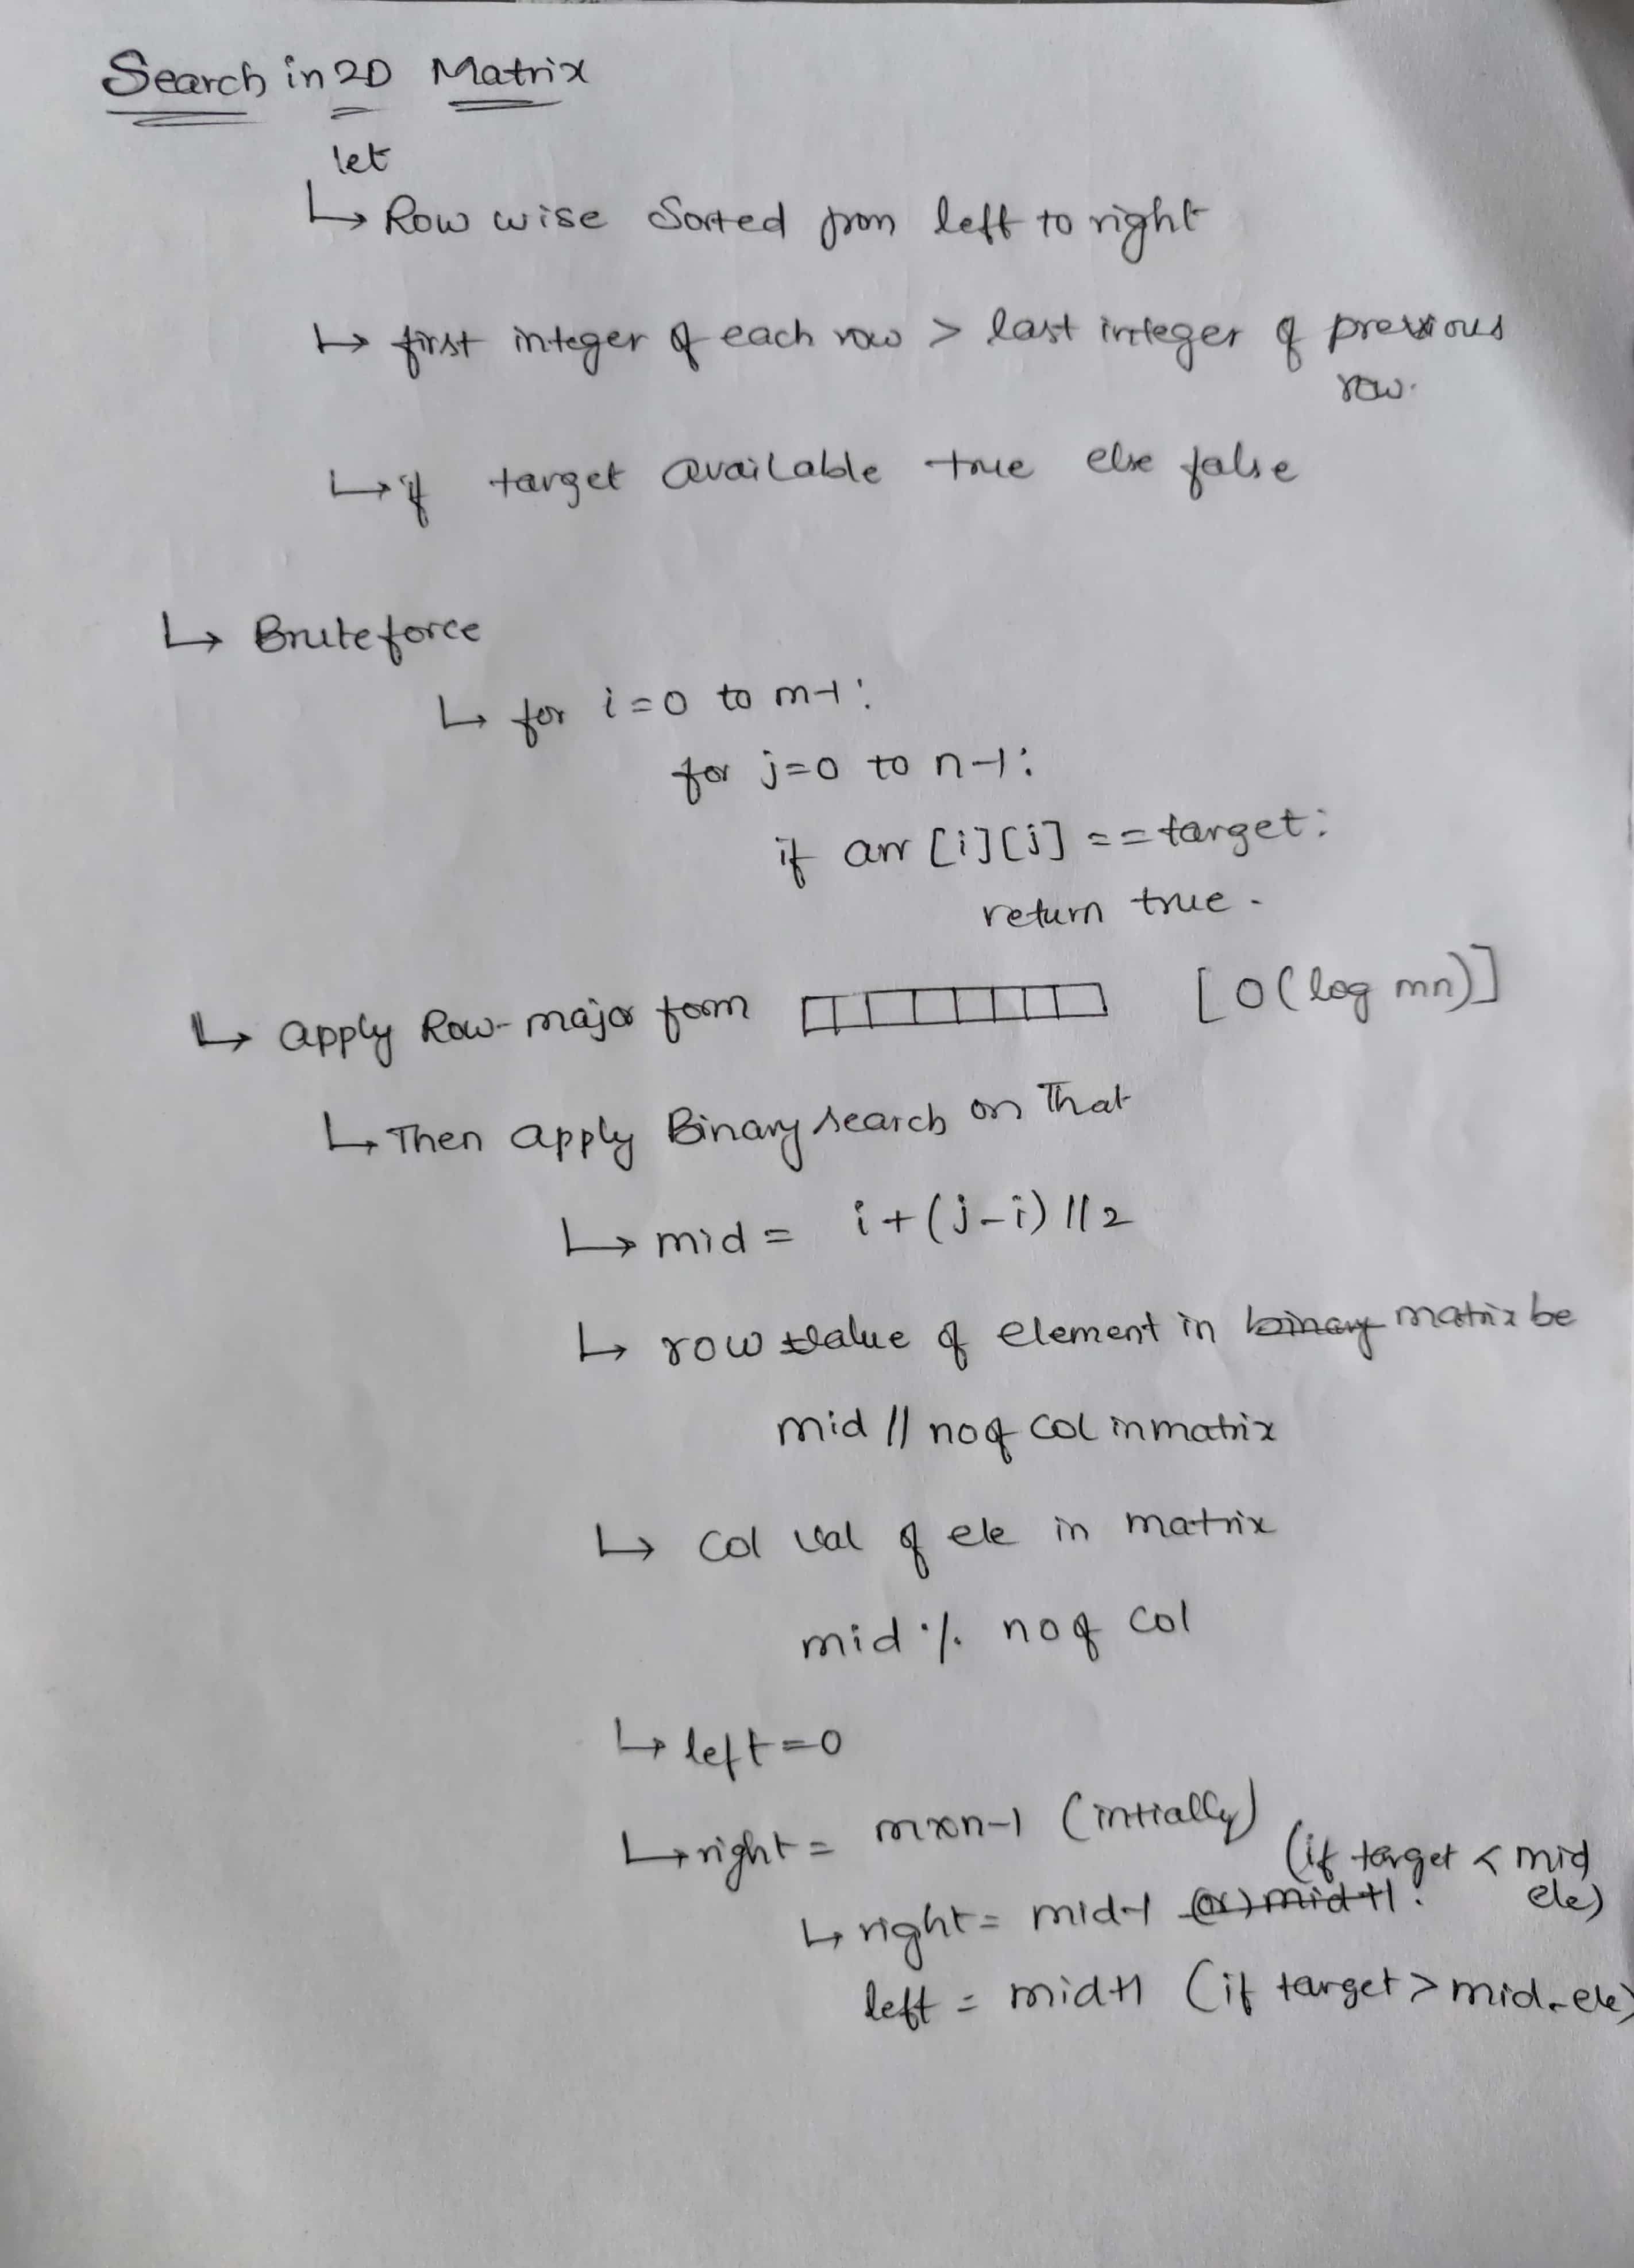 Search in 2D Matrix
let
↳ Row wise Sorted from left to right
↳ first integer of each row > last integer of previous
row.
↳ if target available true else false
↳ Bruteforce
↳ for i=0 to m-1:
for j=0 to n-1:
if arr [i][j] == target:
return true.
↳ apply Row-major form [O(log mn)]
↳ Then apply Binary search on That
↳ mid = i+(j-i)//2
↳ row value of element in binary matrix be
mid // no of col in matrix
↳ col val of ele in matrix
mid % no of col
↳ left=0
↳ right = mxn-1 (intially)
(if target < mid
↳ right = mid-1 (or) mid+1. ele)
left = mid+1 (if target > mid-ele)